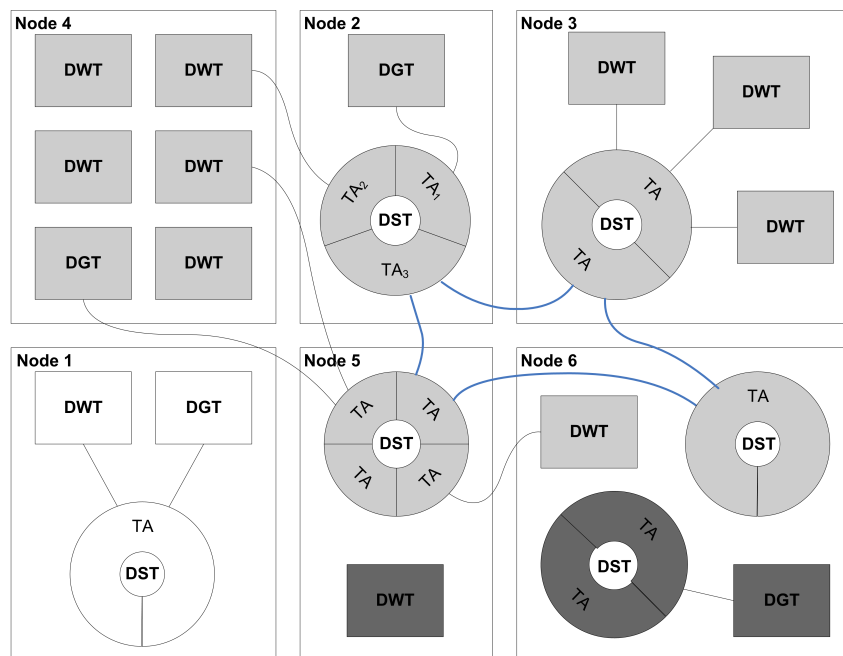 Node 4
DWT
DWT
DWT
DWT
DGT
DWT
Node 2
DGT
TA2
TA1
DST
TA3
Node 3
DWT
DWT
DWT
TA
DST
TA
Node 1
DWT
DGT
TA
DST
Node 5
TA
TA
DST
TA
TA
DWT
Node 6
DWT
TA
DST
TA
DST
TA
DGT